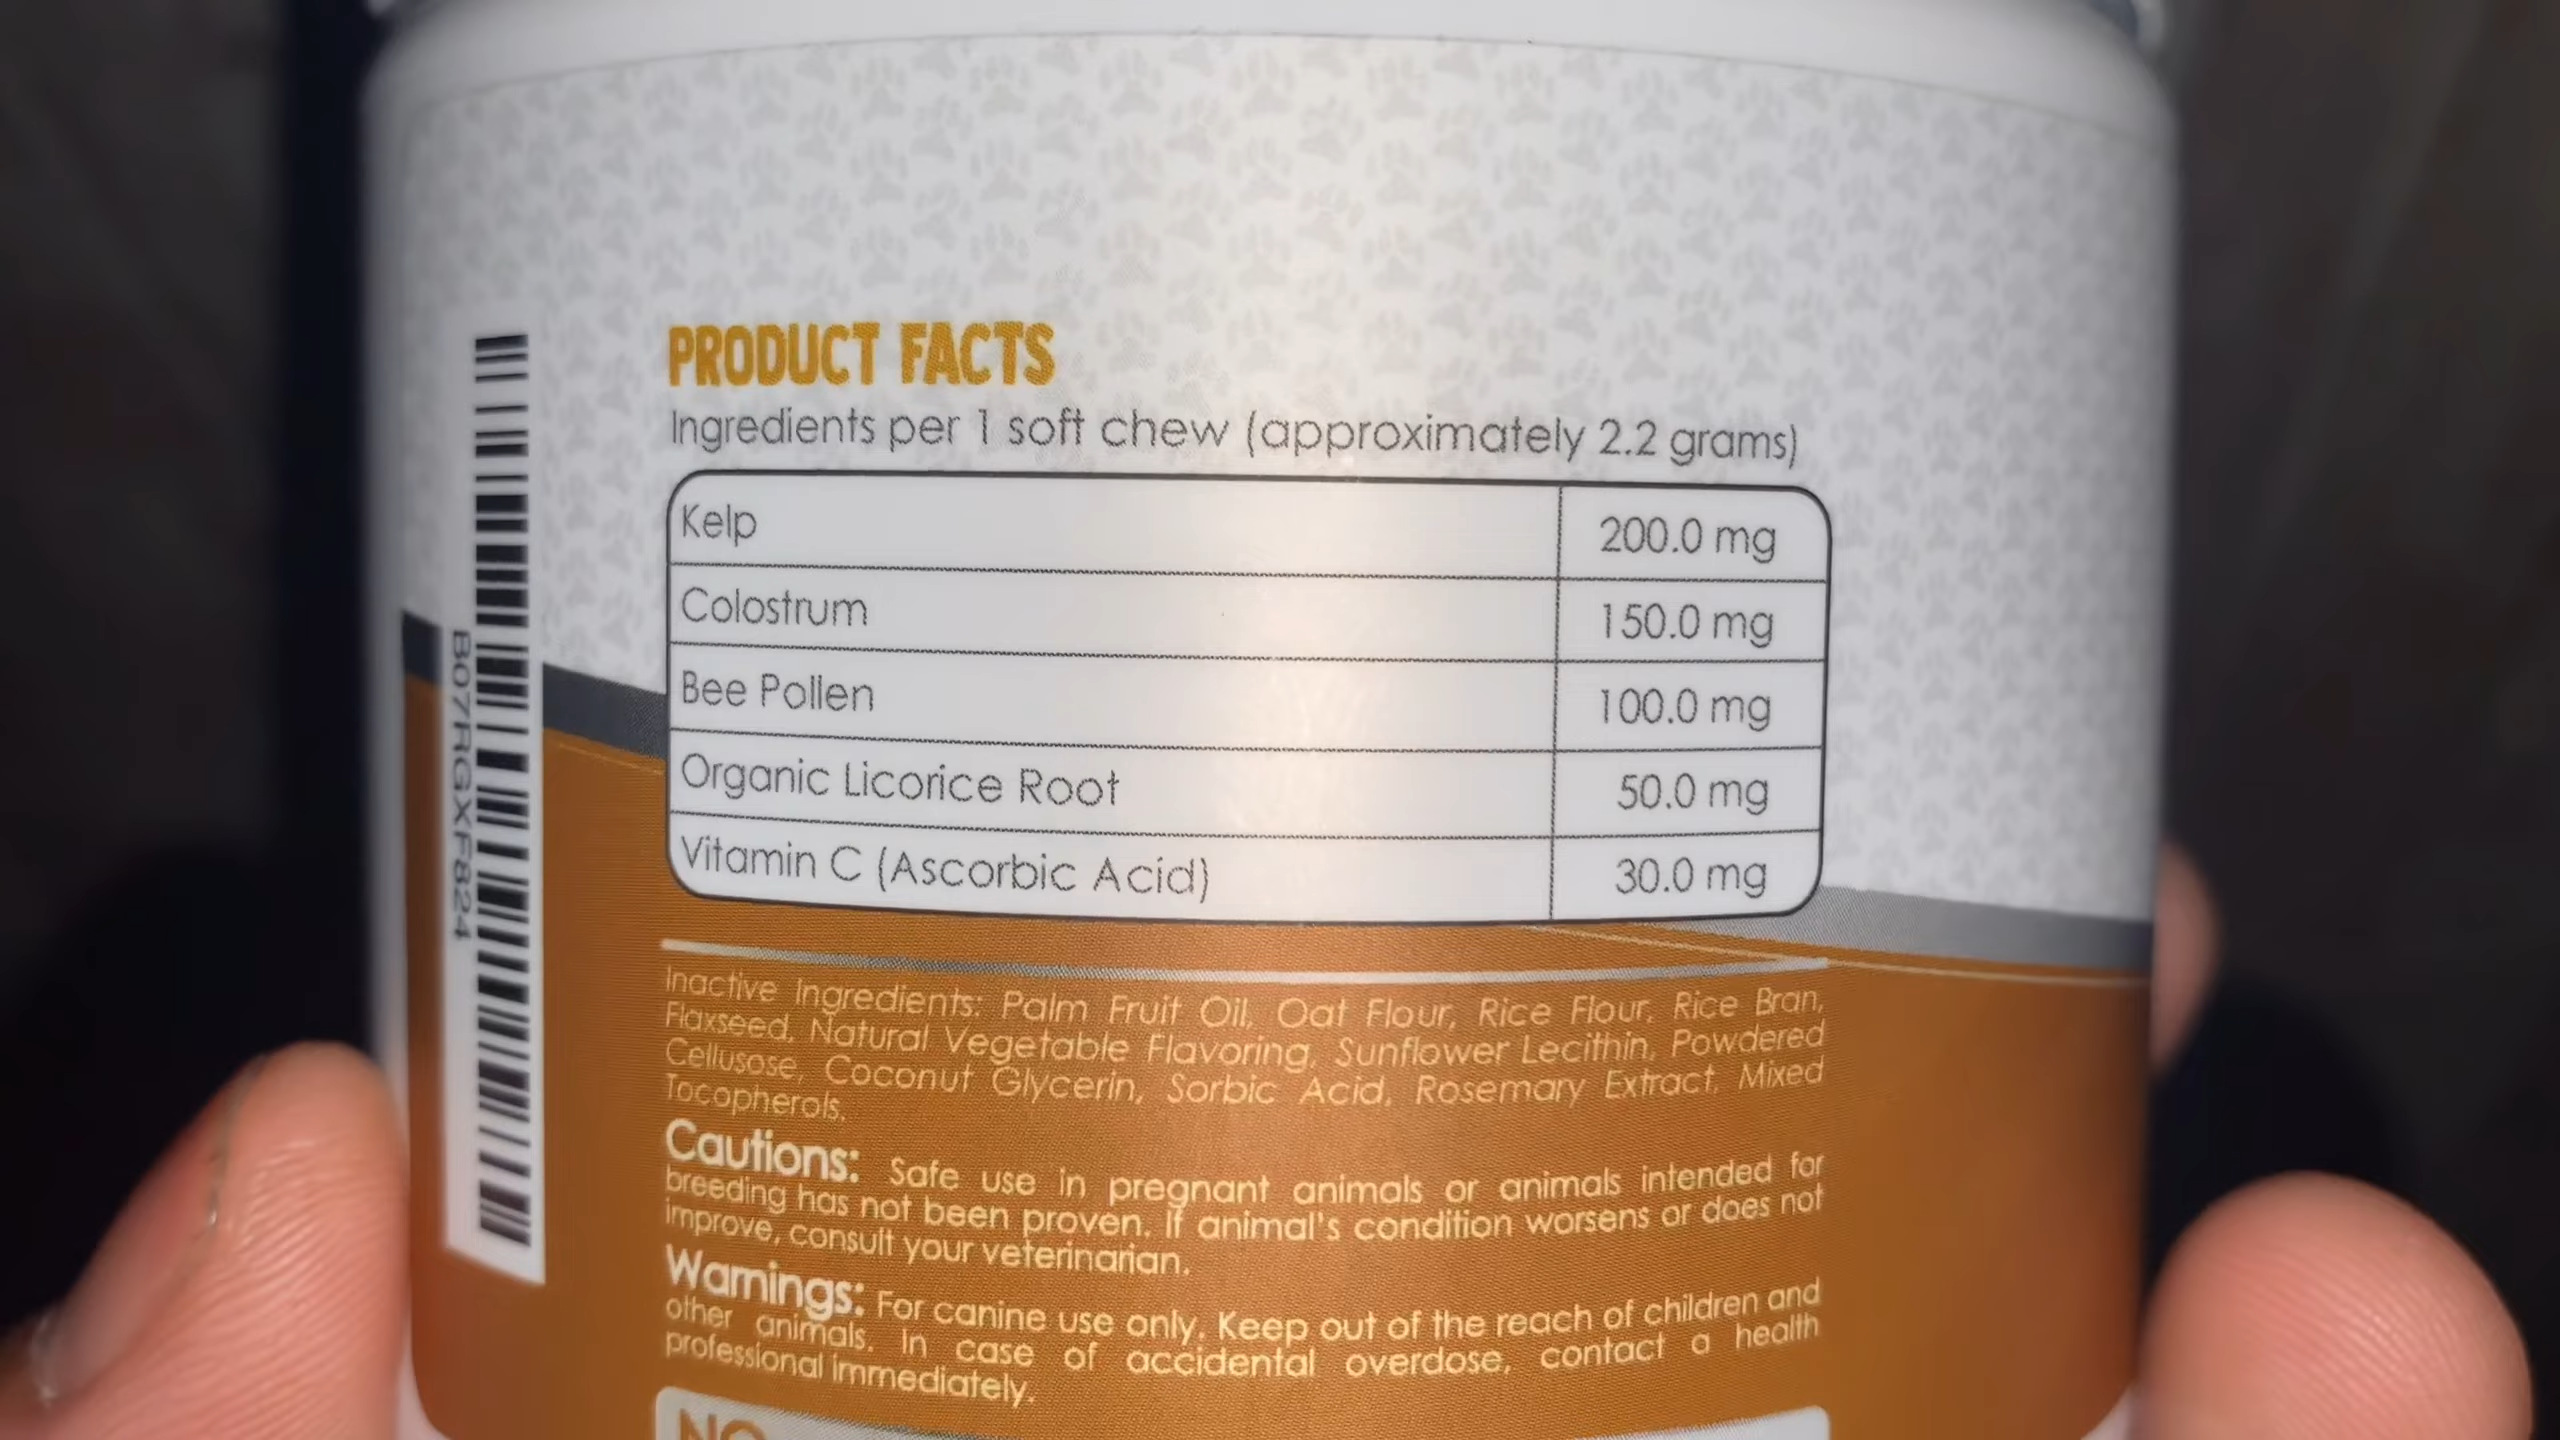 PRODUCT FACTS
Ingredients per 1 soft chew (approximately 2.2 grams)
Kelp 200.0 mg
Colostrum 150.0 mg
Bee Pollen 100.0 mg
Organic Licorice Root 50.0 mg
Vitamin C (Ascorbic Acid) 30.0 mg
Inactive Ingredients: Palm Fruit Oil, Oat Flour, Rice Flour, Rice Bran,
Flaxseed, Natural Vegetable Flavoring, Sunflower Lecithin, Powdered
Cellusose, Coconut Glycerin, Sorbic Acid, Rosemary Extract, Mixed
Tocopherols.
Cautions: Safe use in pregnant animals or animals intended for
breeding has not been proven. If animal's condition worsens or does not
improve, consult your veterinarian.
Warnings: For canine use only. Keep out of the reach of children and
other animals. In case of accidental overdose, contact a health
professional immediately.
NO
B07RGXF824